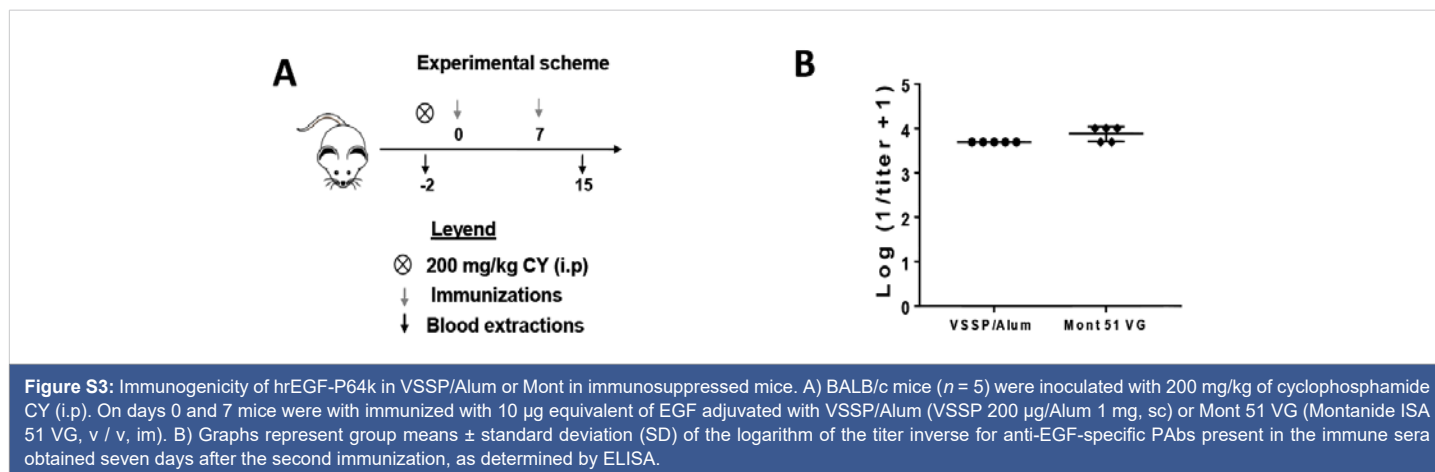 A
Experimental scheme
0 7
-2 15
Leyend
200 mg/kg CY (i.p)
Immunizations
Blood extractions
B
Log (1/titer + 1)
5
4
3
2
1
0
VSSP/Alum Mont 51 VG
Figure S3: Immunogenicity of hrEGF-P64k in VSSP/Alum or Mont in immunosuppressed mice. A) BALB/c mice (n = 5) were inoculated with 200 mg/kg of cyclophosphamide
CY (i.p). On days 0 and 7 mice were with immunized with 10 µg equivalent of EGF adjuvated with VSSP/Alum (VSSP 200 µg/Alum 1 mg, sc) or Mont 51 VG (Montanide ISA
51 VG, v / v, im). B) Graphs represent group means ± standard deviation (SD) of the logarithm of the titer inverse for anti-EGF-specific PAbs present in the immune sera
obtained seven days after the second immunization, as determined by ELISA.